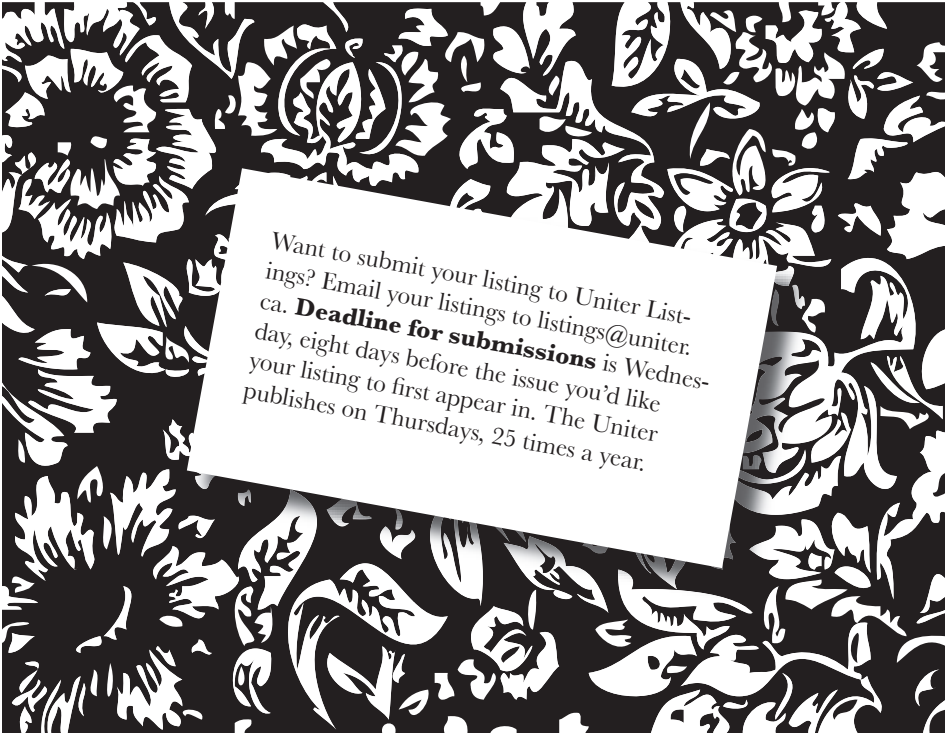 Want to submit your listing to Uniter List-
ings? Email your listings to listings@uniter.
ca. Deadline for submissions is Wednes-
day, eight days before the issue you’d like
your listing to first appear in. The Uniter
publishes on Thursdays, 25 times a year.